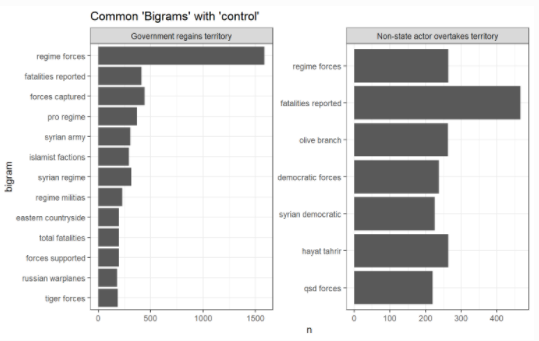 Common 'Bigrams' with 'control'
Government regains territory
Non-state actor overtakes territory
bigram
regime forces
fatalities reported
forces captured
pro regime
syrian army
islamist factions
syrian regime
regime militias
eastern countryside
total fatalities
forces supported
russian warplanes
tiger forces
0 500 1000 1500
regime forces
fatalities reported
olive branch
democratic forces
syrian democratic
hayat tahrir
qsd forces
0 100 200 300 400
n